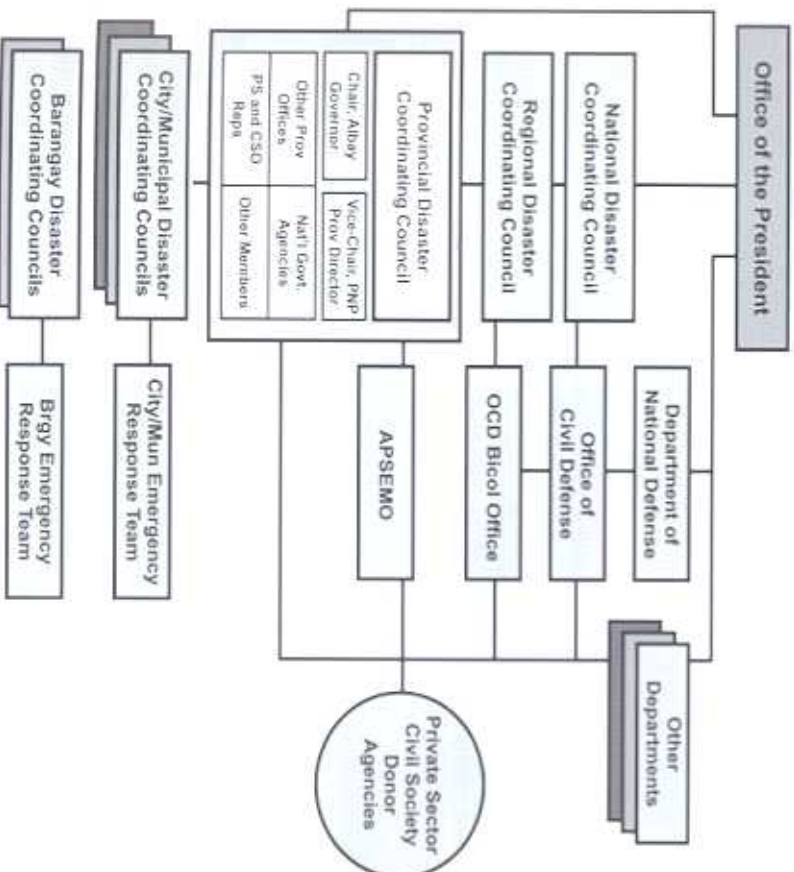 Office of the President
National Disaster
Coordinating Council
Department of
National Defense
Other
Departments
Office of
Civil Defense
Regional Disaster
Coordinating Council
OCD Bicol Office
Provincial Disaster
Coordinating Council
Chair, Albay
Governor
Vice-Chair, PNP
Prov Director
Other Prov
Offices
Nat'l Govt.
Agencies
PS and CSO
Reps
Other Members
APSEMO
Private Sector
Civil Society
Donor
Agencies
City/Municipal Disaster
Coordinating Councils
City/Mun Emergency
Response Team
Barangay Disaster
Coordinating Councils
Brgy Emergency
Response Team